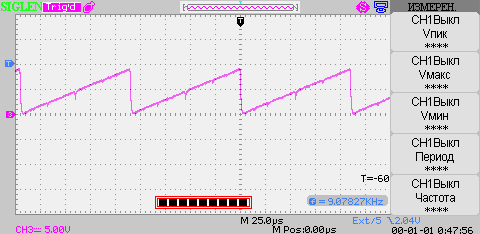 SIGLENT Trig'd ИЗМЕРЕН.
T
CH1Выкл
Vпик
****
CH1Выкл
Vмакс
****
T
CH1Выкл
Vмин
****
3
CH1Выкл
Период
****
T=-60
CH1Выкл
Частота
****
f = 9.07827KHz
M 25.0µs Ext/5 2.04V
CH3= 5.00V M Pos:0.00µs 00-01-01 0:47:56